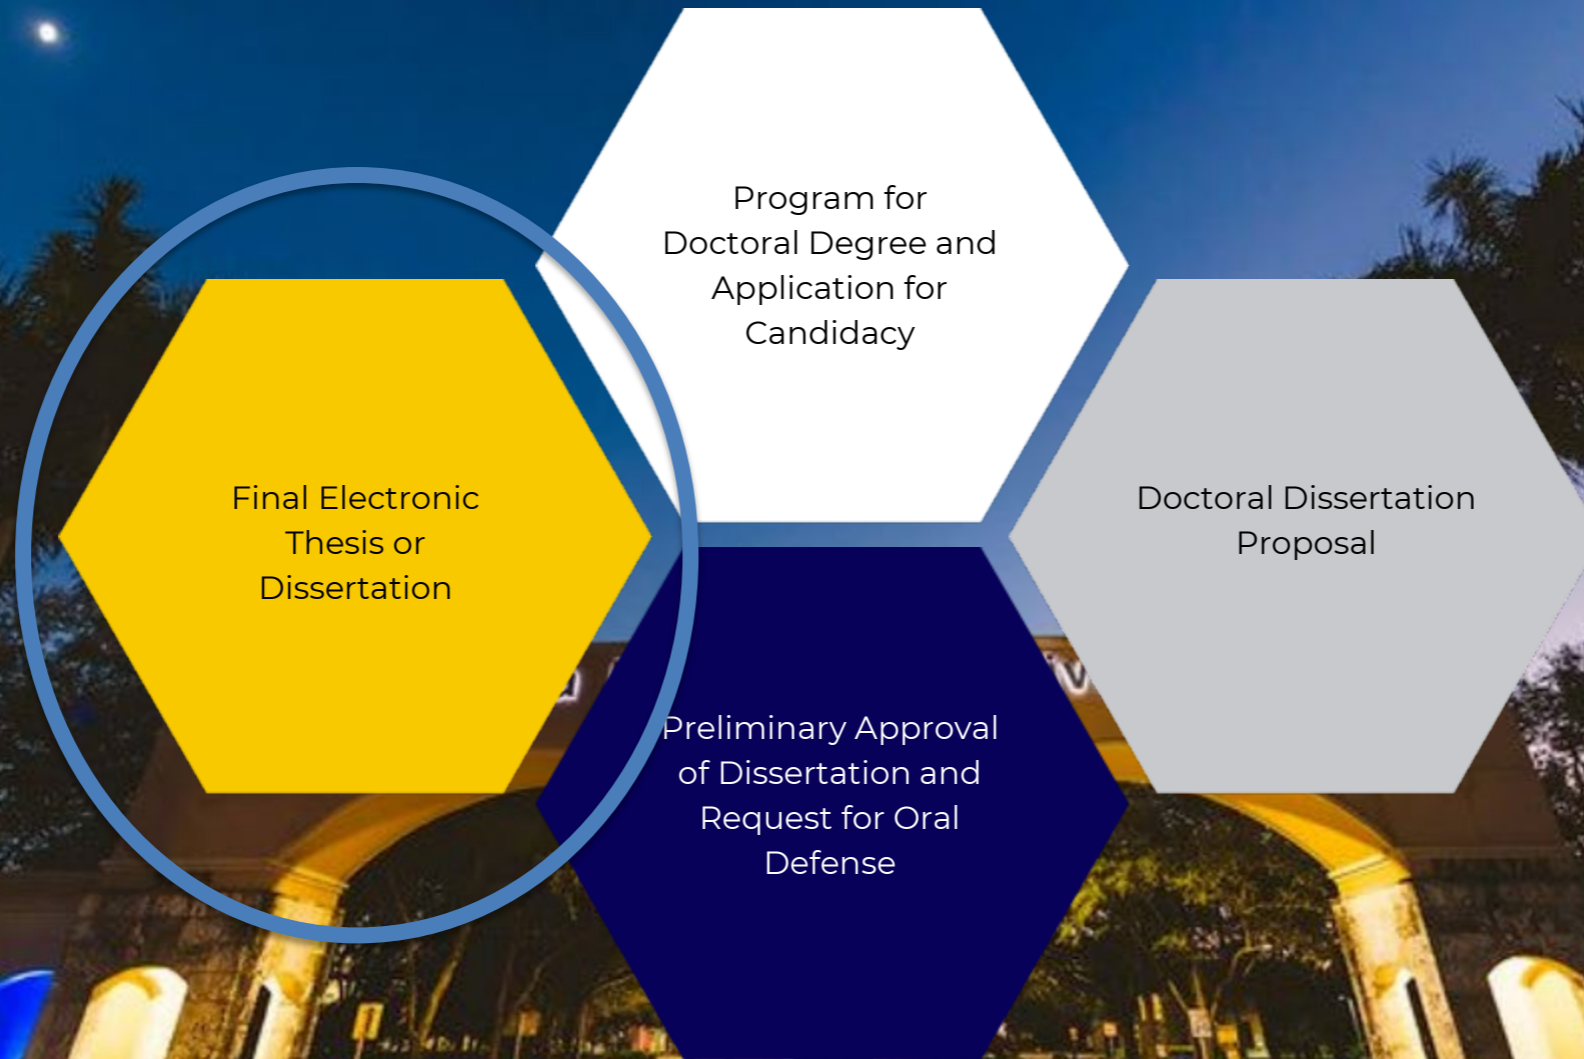 Program for
Doctoral Degree and
Application for
Candidacy
Final Electronic
Thesis or
Dissertation
Doctoral Dissertation
Proposal
Preliminary Approval
of Dissertation and
Request for Oral
Defense